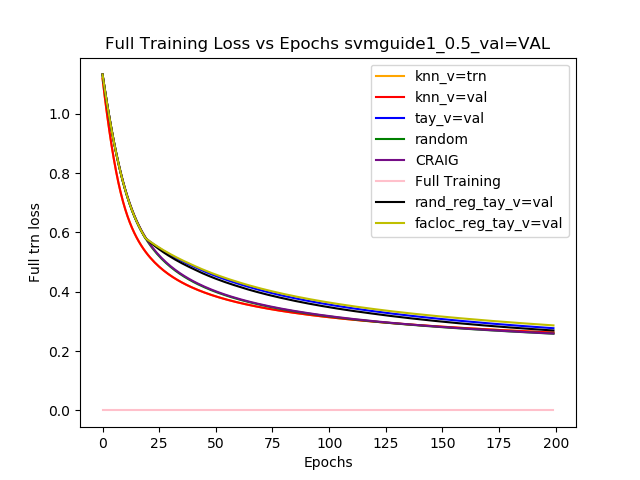 Full Training Loss vs Epochs svmguide1_0.5_val=VAL
knn_v=trn
knn_v=val
tay_v=val
random
CRAIG
Full Training
rand_reg_tay_v=val
facloc_reg_tay_v=val
Full trn loss
1.0
0.8
0.6
0.4
0.2
0.0
0 25 50 75 100 125 150 175 200
Epochs